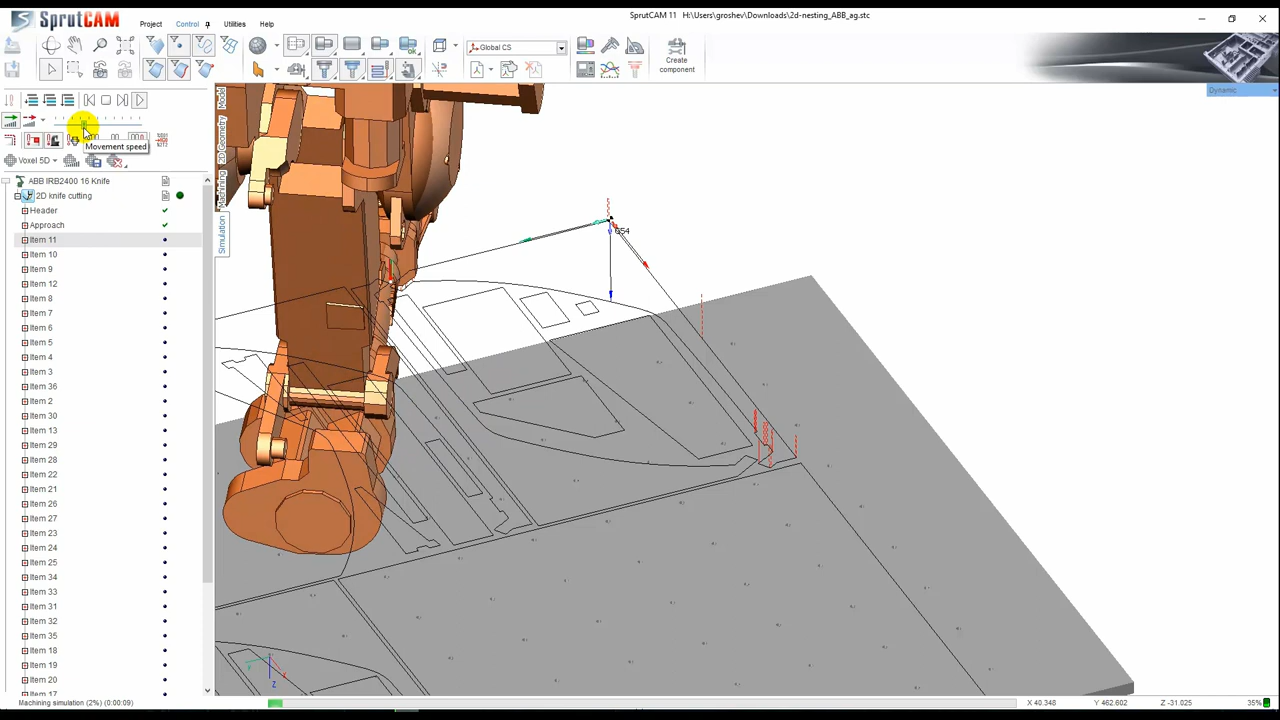 SprutCAM
Project
Control
Utilities
Help
SprutCAM 11 H:\Users\groshev\Downloads\2d-nesting_ABB_ag.stc
Global CS
Create
component
Dynamic
Model
2D Geometry
Machining
Simulation
Movement speed
Voxel 5D
ABB IRB2400 16 Knife
2D knife cutting
Header
Approach
Item 11
Item 10
Item 9
Item 12
Item 8
Item 7
Item 6
Item 5
Item 4
Item 3
Item 36
Item 2
Item 30
Item 13
Item 29
Item 28
Item 22
Item 21
Item 26
Item 27
Item 23
Item 24
Item 25
Item 34
Item 33
Item 31
Item 32
Item 35
Item 18
Item 19
Item 20
Item 17
G54
Z
Machining simulation (2%) (0:00:09)
X 40.348
Y 462.602
Z -31.025
35%